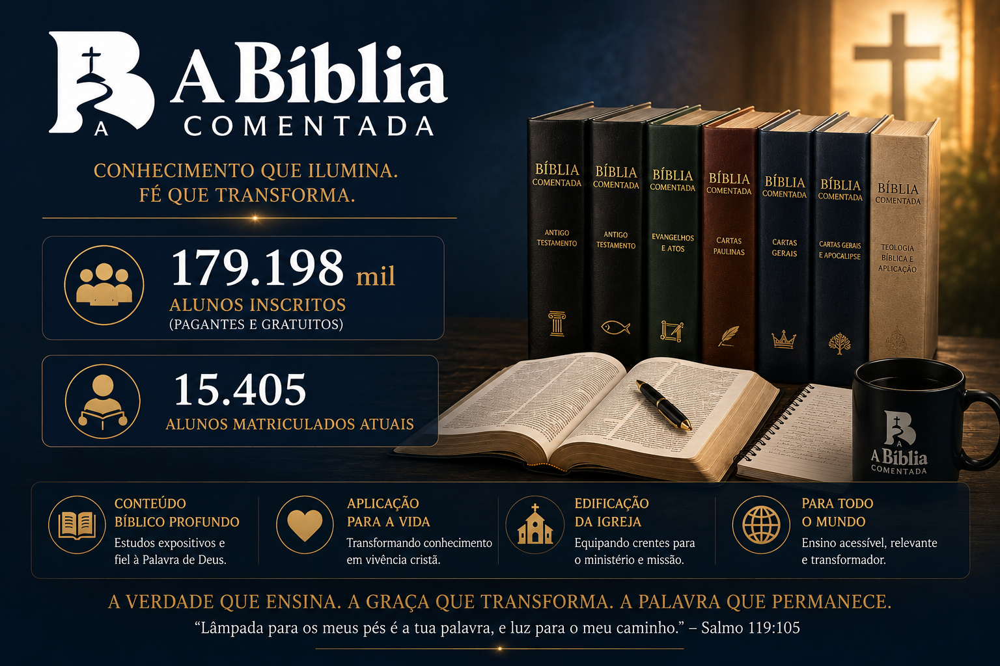 B
A
A Bíblia
COMENTADA
CONHECIMENTO QUE ILUMINA.
FÉ QUE TRANSFORMA.
179.198 mil
ALUNOS INSCRITOS
(PAGANTES E GRATUITOS)
15.405
ALUNOS MATRICULADOS ATUAIS
BÍBLIA
COMENTADA
ANTIGO
TESTAMENTO
BÍBLIA
COMENTADA
ANTIGO
TESTAMENTO
BÍBLIA
COMENTADA
EVANGELHOS
E ATOS
BÍBLIA
COMENTADA
CARTAS
PAULINAS
BÍBLIA
COMENTADA
CARTAS
GERAIS
BÍBLIA
COMENTADA
CARTAS GERAIS
E APOCALIPSE
BÍBLIA
COMENTADA
TEOLOGIA
BÍBLICA E
APLICAÇÃO
B
A
A Bíblia
COMENTADA
CONTEÚDO
BÍBLICO PROFUNDO
Estudos expositivos e
fiel à Palavra de Deus.
APLICAÇÃO
PARA A VIDA
Transformando conhecimento
em vivência cristã.
EDIFICAÇÃO
DA IGREJA
Equipando crentes para
o ministério e missão.
PARA TODO
O MUNDO
Ensino acessível, relevante
e transformador.
A VERDADE QUE ENSINA. A GRAÇA QUE TRANSFORMA. A PALAVRA QUE PERMANECE.
“Lâmpada para os meus pés é a tua palavra, e luz para o meu caminho.” – Salmo 119:105